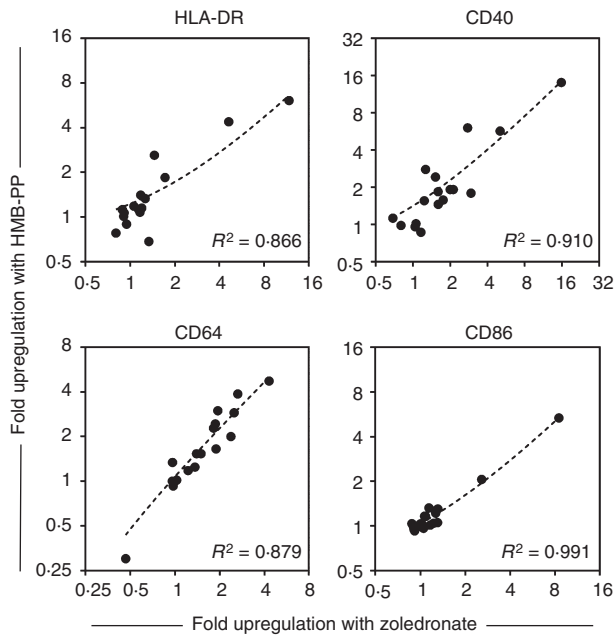 HLA-DR
CD40
16
8
4
2
1
0·5
0·5 1 2 4 8 16
R² = 0·866
32
16
8
4
2
1
0·5
0·5 1 2 4 8 16 32
R² = 0·910
CD64
CD86
8
4
2
1
0·5
0·25
0·25 0·5 1 2 4 8
R² = 0·879
16
8
4
2
1
0·5
0·5 1 2 4 8 16
R² = 0·991
Fold upregulation with HMB-PP
Fold upregulation with zoledronate